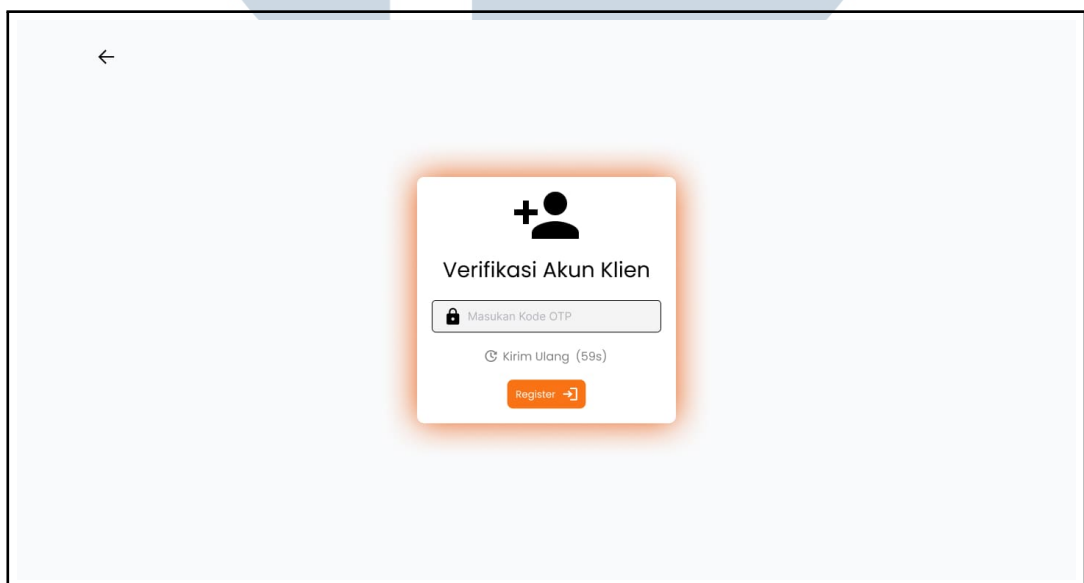 Verifikasi Akun Klien
Masukan Kode OTP
Kirim Ulang (59s)
Register